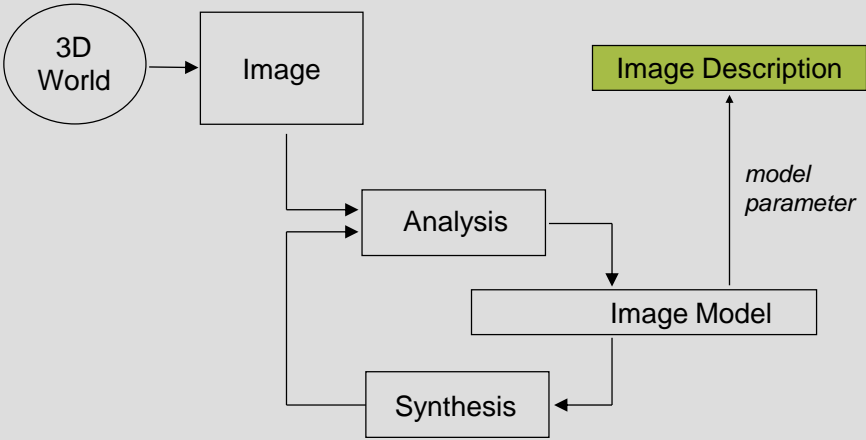 3D
World
Image
Image Description
model
parameter
Analysis
Image Model
Synthesis